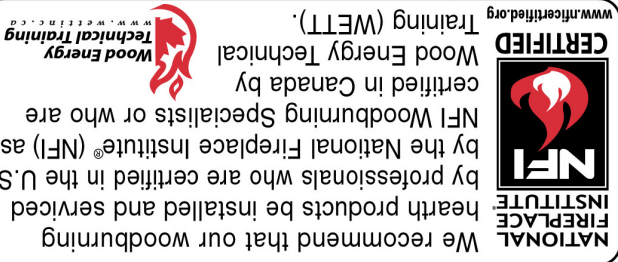 NATIONAL
FIREPLACE
INSTITUTE®
NFI
CERTIFIED
www.nficertified.org
We recommend that our woodburning
hearth products be installed and serviced
by professionals who are certified in the U.S
by the National Fireplace Institute® (NFI) as
NFI Woodburning Specialists or who are
certified in Canada by
Wood Energy Technical
Training (WETT).
Wood Energy
Technical Training
www.wettinc.ca